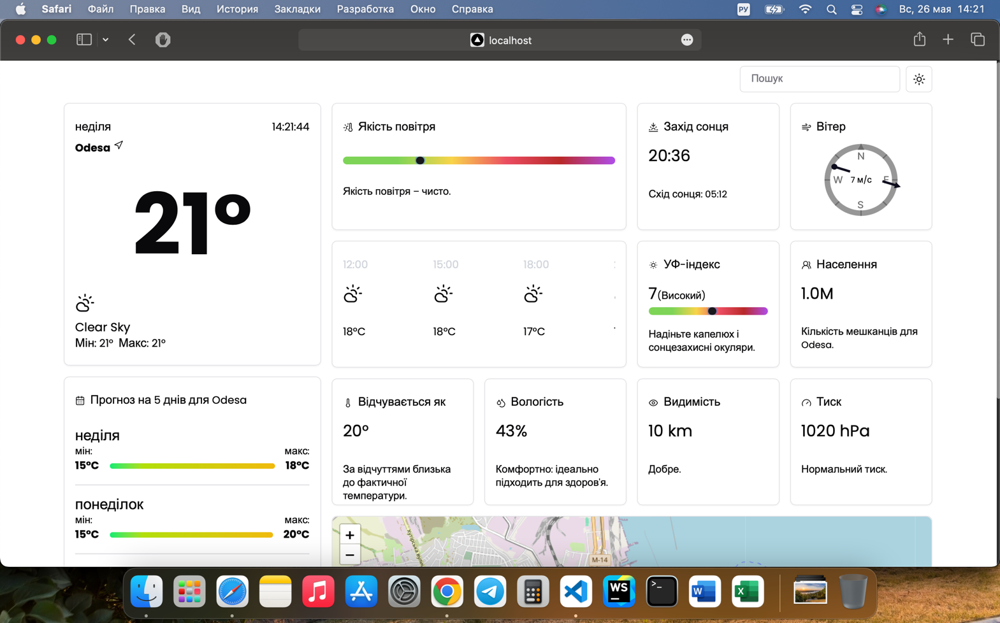 Safari Файл Правка Вид История Закладки Разработка Окно Справка
РУ Вс, 26 мая 14:21
localhost
Пошук
неділя 14:21:44
Odesa
21°
Clear Sky
Мін: 21° Макс: 21°
Якість повітря
Якість повітря – чисто.
Захід сонця
20:36
Схід сонця: 05:12
Вітер
N
W 7 м/с E
S
12:00 15:00 18:00
18°C 18°C 17°C
УФ-індекс
7(Високий)
Надіньте капелюх і
сонцезахисні окуляри.
Населення
1.0M
Кількість мешканців для
Odesa.
Прогноз на 5 днів для Odesa
неділя
мін: макс:
15°C 18°C
понеділок
мін: макс:
15°C 20°C
Відчувається як
20°
За відчуттями близька
до фактичної
температури.
Вологість
43%
Комфортно: ідеально
підходить для здоров'я.
Видимість
10 km
Добре.
Тиск
1020 hPa
Нормальний тиск.
+
−
Хутірська вулиця
М-14
WS
>_
W
X